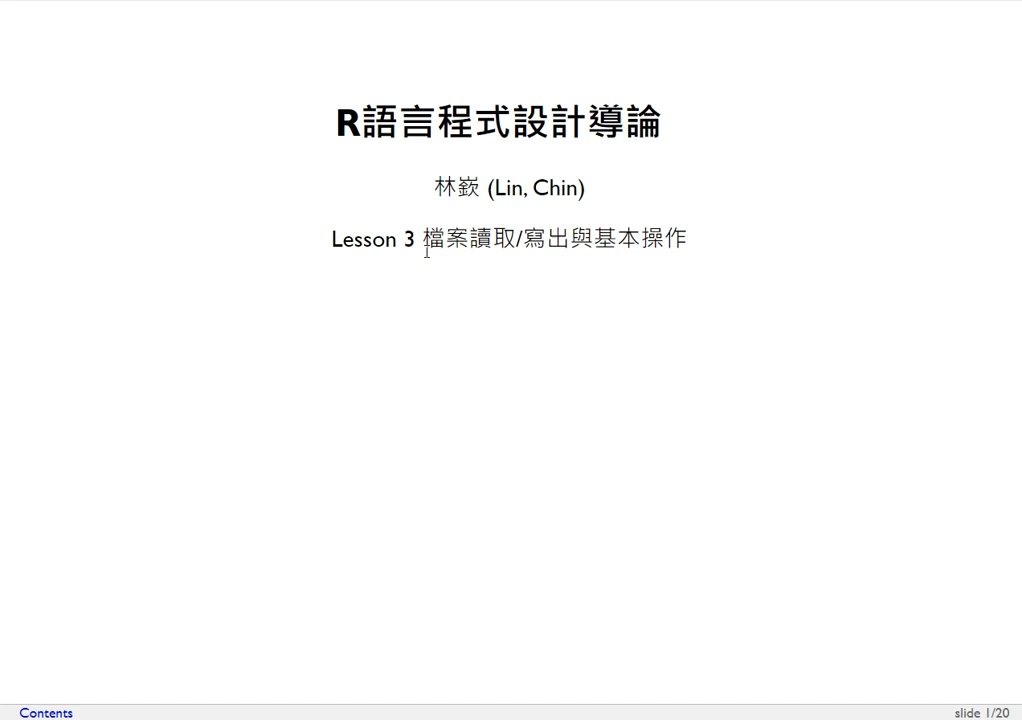 R語言程式設計導論
林嶔 (Lin, Chin)
Lesson 3 檔案讀取/寫出與基本操作
Contents
slide 1/20